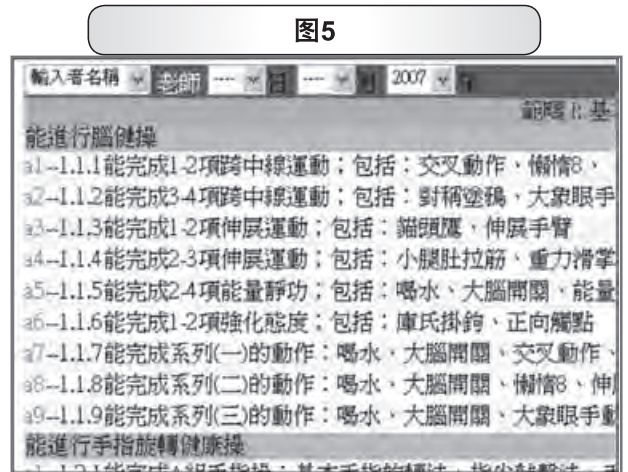 图5
輸入者名稱 老師 ---- 日 ---- 月 2007 年
範疇 1: 基
能進行腦健操
a1--1.1.1能完成1-2項跨中線運動；包括：交叉動作、懶惰8、
a2--1.1.2能完成3-4項跨中線運動；包括：對稱塗鴉、大象眼手
a3--1.1.3能完成1-2項伸展運動；包括：貓頭鷹、伸展手臂
a4--1.1.4能完成2-3項伸展運動；包括：小腿肚拉筋、重力滑掌
a5--1.1.5能完成2-4項能量靜功；包括：喝水、大腦開關、能量
a6--1.1.6能完成1-2項強化態度；包括：庫氏掛鉤、正向觸點
a7--1.1.7能完成系列(一)的動作：喝水、大腦開關、交叉動作、
a8--1.1.8能完成系列(二)的動作：喝水、大腦開關、懶惰8、伸
a9--1.1.9能完成系列(三)的動作：喝水、大腦開關、大象眼手動
能進行手指旋轉健康操